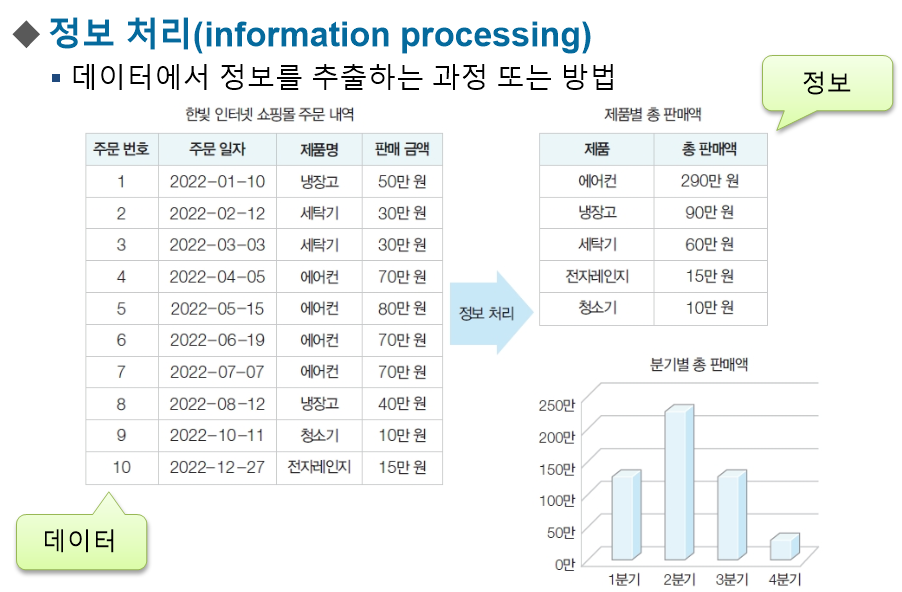 ◆ 정보 처리(information processing)
▪ 데이터에서 정보를 추출하는 과정 또는 방법
정보
한빛 인터넷 쇼핑몰 주문 내역
주문 번호 주문 일자 제품명 판매 금액
1 2022-01-10 냉장고 50만 원
2 2022-02-12 세탁기 30만 원
3 2022-03-03 세탁기 30만 원
4 2022-04-05 에어컨 70만 원
5 2022-05-15 에어컨 80만 원
6 2022-06-19 에어컨 70만 원
7 2022-07-07 에어컨 70만 원
8 2022-08-12 냉장고 40만 원
9 2022-10-11 청소기 10만 원
10 2022-12-27 전자레인지 15만 원
데이터
정보 처리
제품별 총 판매액
제품 총 판매액
에어컨 290만 원
냉장고 90만 원
세탁기 60만 원
전자레인지 15만 원
청소기 10만 원
분기별 총 판매액
250만
200만
150만
100만
50만
0만
1분기 2분기 3분기 4분기